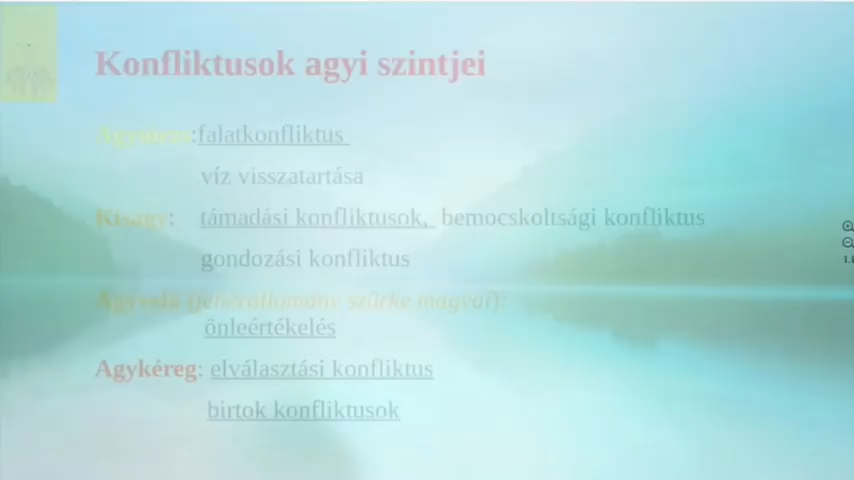 Konfliktusok agyi szintjei
Agytörzs:falatkonfliktus
víz visszatartása
Kisagy: támadási konfliktusok, bemocskoltsági konfliktus
gondozási konfliktus
Agyvelő (fehérállomány szürke magvai):
önleértékelés
Agykéreg: elválasztási konfliktus
birtok konfliktusok